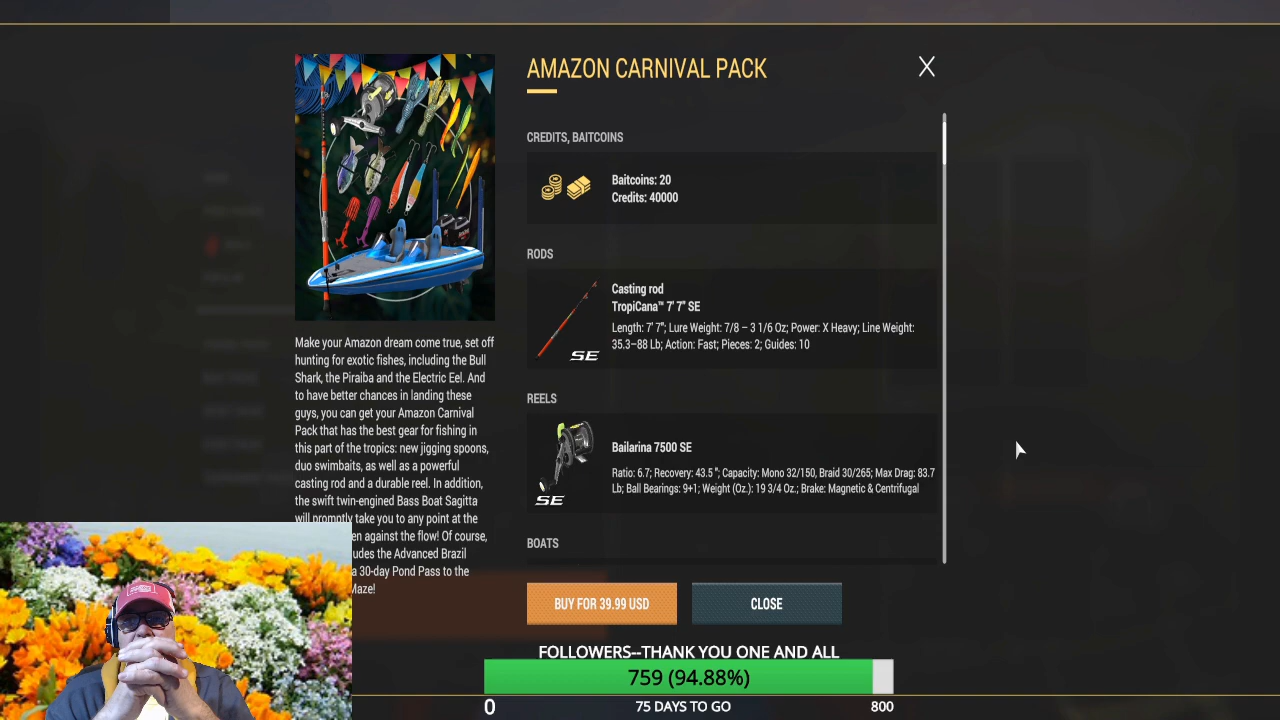 AMAZON CARNIVAL PACK
X
CREDITS, BAITCOINS
Baitcoins: 20
Credits: 40000
RODS
Casting rod
TropiCana™ 7' 7" SE
Length: 7' 7"; Lure Weight: 7/8 – 3 1/6 Oz; Power: X Heavy; Line Weight:
35.3–88 Lb; Action: Fast; Pieces: 2; Guides: 10
SE
REELS
Bailarina 7500 SE
Ratio: 6.7; Recovery: 43.5 "; Capacity: Mono 32/150, Braid 30/265; Max Drag: 83.7
Lb; Ball Bearings: 9+1; Weight (Oz.): 19 3/4 Oz.; Brake: Magnetic & Centrifugal
SE
BOATS
Make your Amazon dream come true, set off
hunting for exotic fishes, including the Bull
Shark, the Piraiba and the Electric Eel. And
to have better chances in landing these
guys, you can get your Amazon Carnival
Pack that has the best gear for fishing in
this part of the tropics: new jigging spoons,
duo swimbaits, as well as a powerful
casting rod and a durable reel. In addition,
the swift twin-engined Bass Boat Sagitta
will promptly take you to any point at the
en against the flow! Of course,
udes the Advanced Brazil
a 30-day Pond Pass to the
Maze!
BUY FOR 39.99 USD
CLOSE
FOLLOWERS--THANK YOU ONE AND ALL
759 (94.88%)
0
75 DAYS TO GO
800